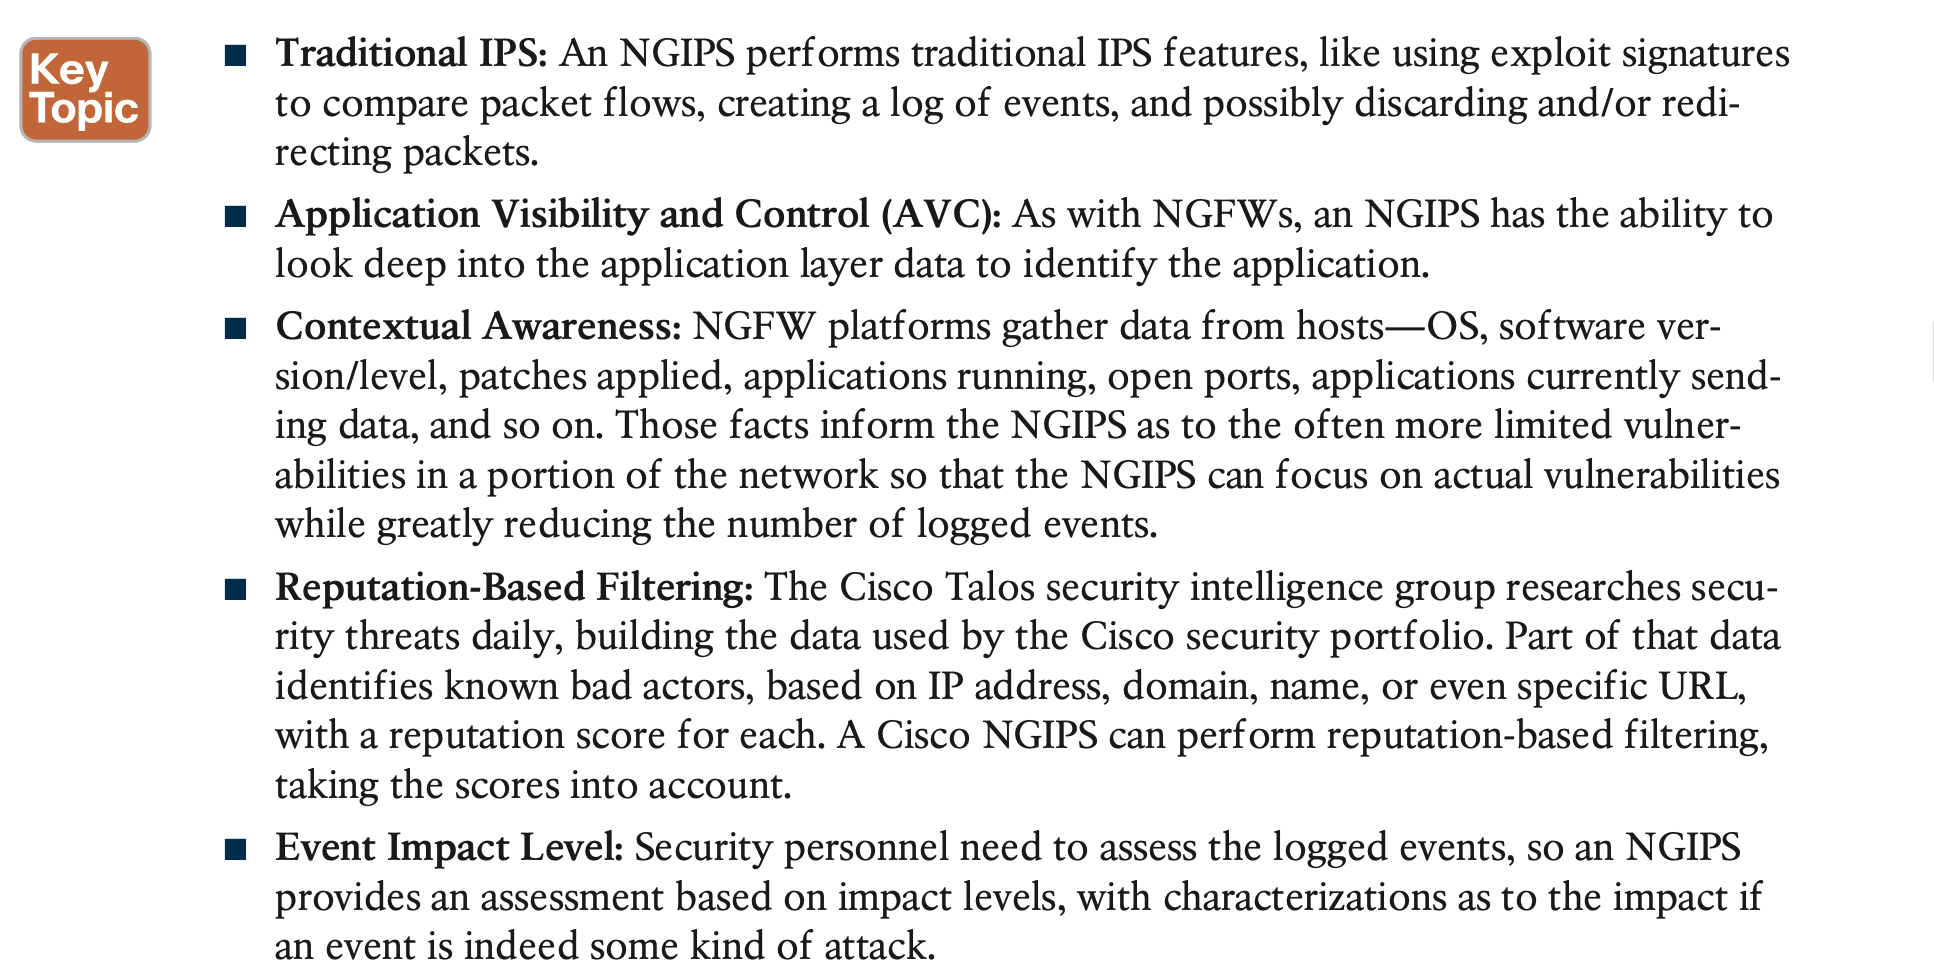 Key
Topic
■ Traditional IPS: An NGIPS performs traditional IPS features, like using exploit signatures
to compare packet flows, creating a log of events, and possibly discarding and/or redi-
recting packets.
■ Application Visibility and Control (AVC): As with NGFWs, an NGIPS has the ability to
look deep into the application layer data to identify the application.
■ Contextual Awareness: NGFW platforms gather data from hosts—OS, software ver-
sion/level, patches applied, applications running, open ports, applications currently send-
ing data, and so on. Those facts inform the NGIPS as to the often more limited vulner-
abilities in a portion of the network so that the NGIPS can focus on actual vulnerabilities
while greatly reducing the number of logged events.
■ Reputation-Based Filtering: The Cisco Talos security intelligence group researches secu-
rity threats daily, building the data used by the Cisco security portfolio. Part of that data
identifies known bad actors, based on IP address, domain, name, or even specific URL,
with a reputation score for each. A Cisco NGIPS can perform reputation-based filtering,
taking the scores into account.
■ Event Impact Level: Security personnel need to assess the logged events, so an NGIPS
provides an assessment based on impact levels, with characterizations as to the impact if
an event is indeed some kind of attack.